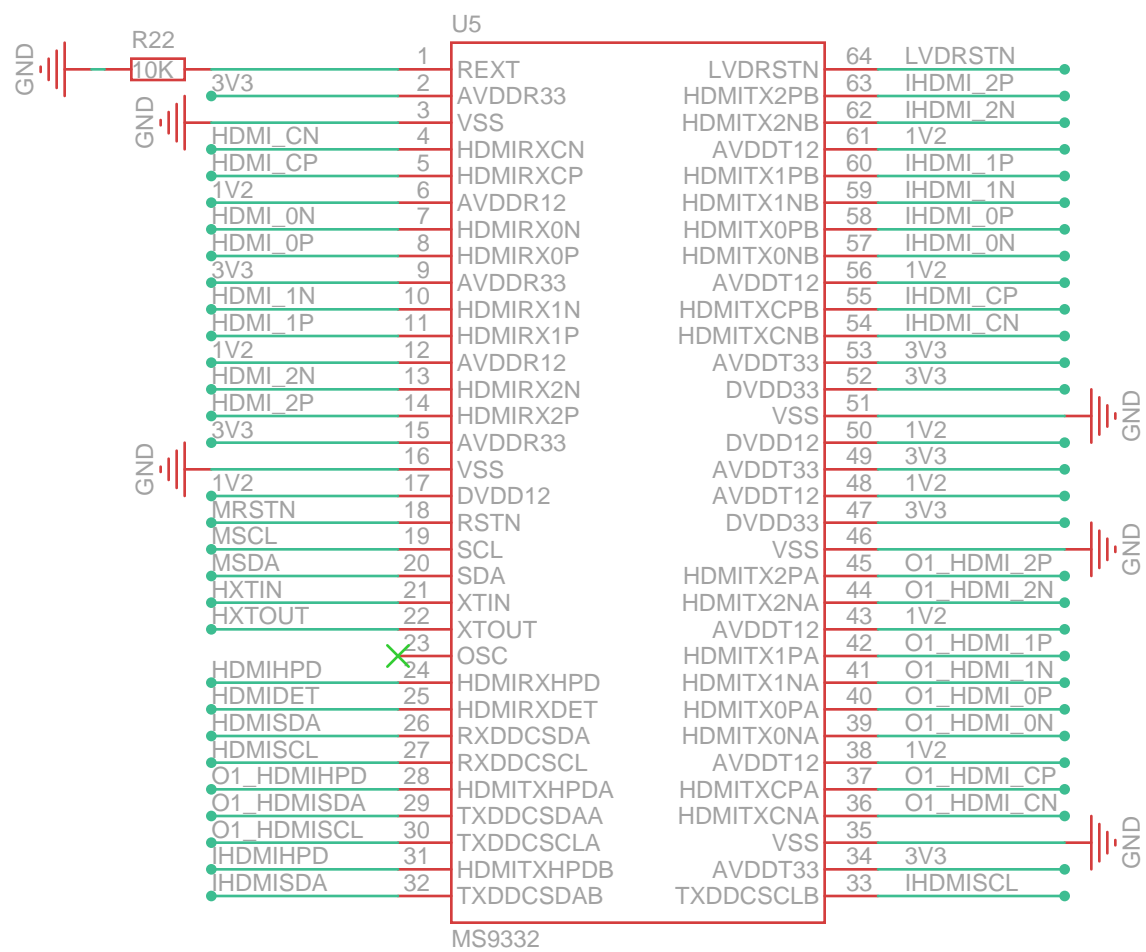 U5
R22
10K
GND
1 REXT LVDRSTN 64 LVDRSTN
3V3 2 AVDDR33 HDMITX2PB 63 IHDMI_2P
GND 3 VSS HDMITX2NB 62 IHDMI_2N
HDMI_CN 4 HDMIRXCN AVDDT12 61 1V2
HDMI_CP 5 HDMIRXCP HDMITX1PB 60 IHDMI_1P
1V2 6 AVDDR12 HDMITX1NB 59 IHDMI_1N
HDMI_0N 7 HDMIRX0N HDMITX0PB 58 IHDMI_0P
HDMI_0P 8 HDMIRX0P HDMITX0NB 57 IHDMI_0N
3V3 9 AVDDR33 AVDDT12 56 1V2
HDMI_1N 10 HDMIRX1N HDMITXCPB 55 IHDMI_CP
HDMI_1P 11 HDMIRX1P HDMITXCNB 54 IHDMI_CN
1V2 12 AVDDR12 AVDDT33 53 3V3
HDMI_2N 13 HDMIRX2N DVDD33 52 3V3
HDMI_2P 14 HDMIRX2P VSS 51 GND
3V3 15 AVDDR33 DVDD12 50 1V2
GND 16 VSS AVDDT33 49 3V3
1V2 17 DVDD12 AVDDT12 48 1V2
MRSTN 18 RSTN DVDD33 47 3V3
MSCL 19 SCL VSS 46 GND
MSDA 20 SDA HDMITX2PA 45 O1_HDMI_2P
HXTIN 21 XTIN HDMITX2NA 44 O1_HDMI_2N
HXTOUT 22 XTOUT AVDDT12 43 1V2
23 OSC HDMITX1PA 42 O1_HDMI_1P
HDMIHPD 24 HDMIRXHPD HDMITX1NA 41 O1_HDMI_1N
HDMIDET 25 HDMIRXDET HDMITX0PA 40 O1_HDMI_0P
HDMISDA 26 RXDDCSDA HDMITX0NA 39 O1_HDMI_0N
HDMISCL 27 RXDDCSCL AVDDT12 38 1V2
O1_HDMIHPD 28 HDMITXHPDA HDMITXCPA 37 O1_HDMI_CP
O1_HDMISDA 29 TXDDCSDAA HDMITXCNA 36 O1_HDMI_CN
O1_HDMISCL 30 TXDDCSCLA VSS 35 GND
IHDMIHPD 31 HDMITXHPDB AVDDT33 34 3V3
IHDMISDA 32 TXDDCSDAB TXDDCSCLB 33 IHDMISCL
MS9332